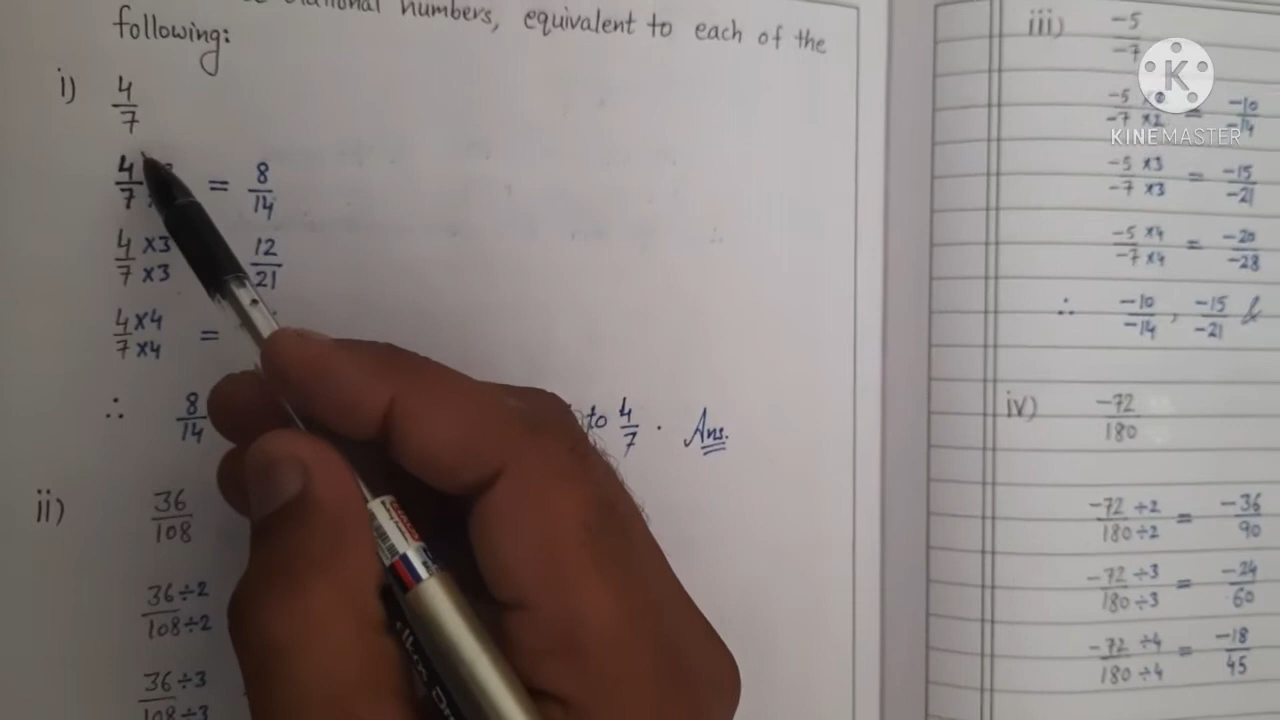 rational numbers, equivalent to each of the
following:
i) 4/7
4/7 = 8/14
4 ×3/7 ×3 12/21
4 ×4/7 ×4 =
∴ 8/14 to 4/7 . Ans.
ii) 36/108
36 ÷2/108 ÷2
36 ÷3/108 ÷3
iii) -5/-7
-5/-7 ×2 = -10/-14
-5 ×3/-7 ×3 = -15/-21
-5 ×4/-7 ×4 = -20/-28
∴ -10/-14 , -15/-21 &
iv) -72/180
-72 ÷2/180 ÷2 = -36/90
-72 ÷3/180 ÷3 = -24/60
-72 ÷4/180 ÷4 = -18/45
K
KINEMASTER